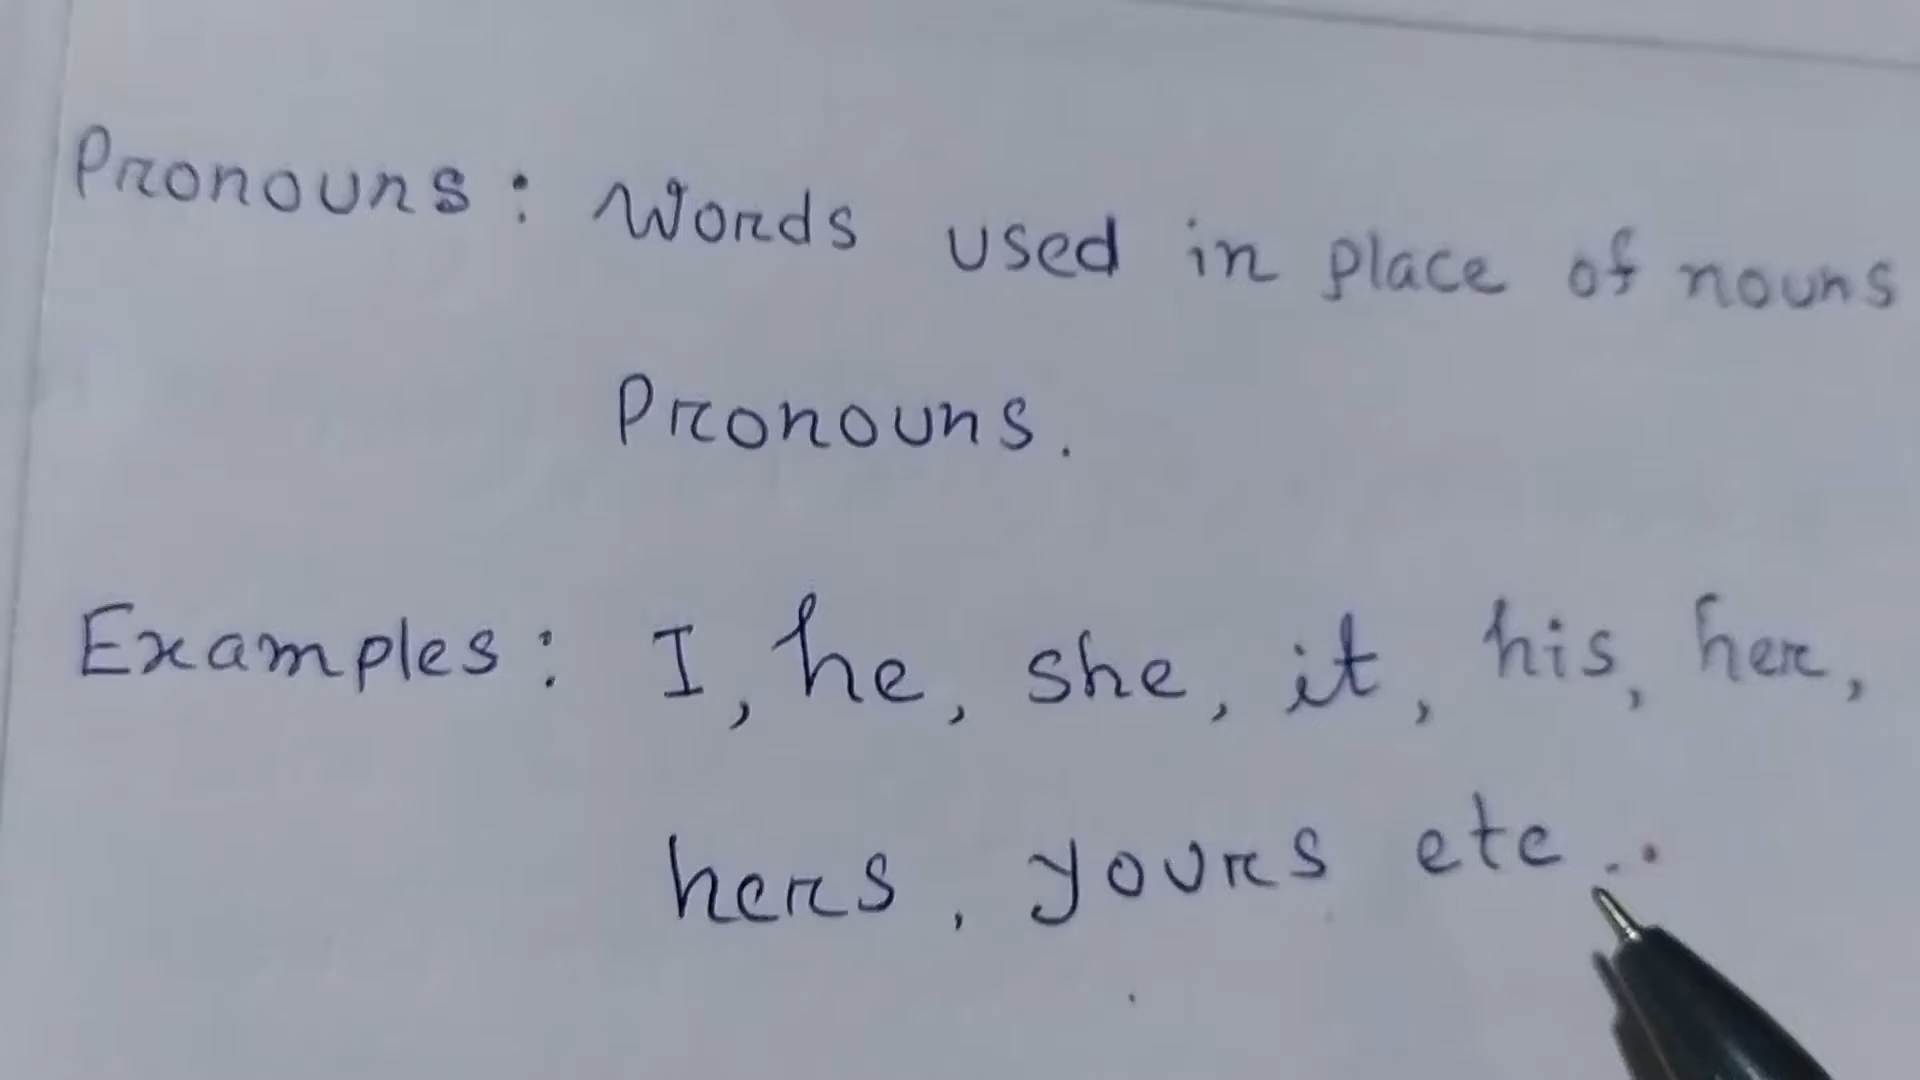 Pronouns : Words used in place of nouns
Pronouns.
Examples : I, he, she, it, his, her,
hers, yours etc..